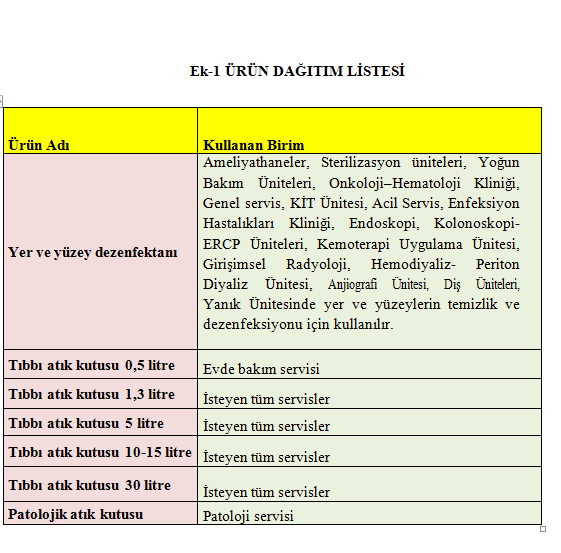 Ek-1 ÜRÜN DAĞITIM LİSTESİ
Ürün Adı
Kullanan Birim
Yer ve yüzey dezenfektanı
Ameliyathaneler, Sterilizasyon üniteleri, Yoğun
Bakım Üniteleri, Onkoloji–Hematoloji Kliniği,
Genel servis, KİT Ünitesi, Acil Servis, Enfeksiyon
Hastalıkları Kliniği, Endoskopi, Kolonoskopi-
ERCP Üniteleri, Kemoterapi Uygulama Ünitesi,
Girişimsel Radyoloji, Hemodiyaliz- Periton
Diyaliz Ünitesi, Anjiografi Ünitesi, Diş Üniteleri,
Yanık Ünitesinde yer ve yüzeylerin temizlik ve
dezenfeksiyonu için kullanılır.
Tıbbı atık kutusu 0,5 litre
Evde bakım servisi
Tıbbı atık kutusu 1,3 litre
İsteyen tüm servisler
Tıbbı atık kutusu 5 litre
İsteyen tüm servisler
Tıbbı atık kutusu 10-15 litre
İsteyen tüm servisler
Tıbbı atık kutusu 30 litre
İsteyen tüm servisler
Patolojik atık kutusu
Patoloji servisi